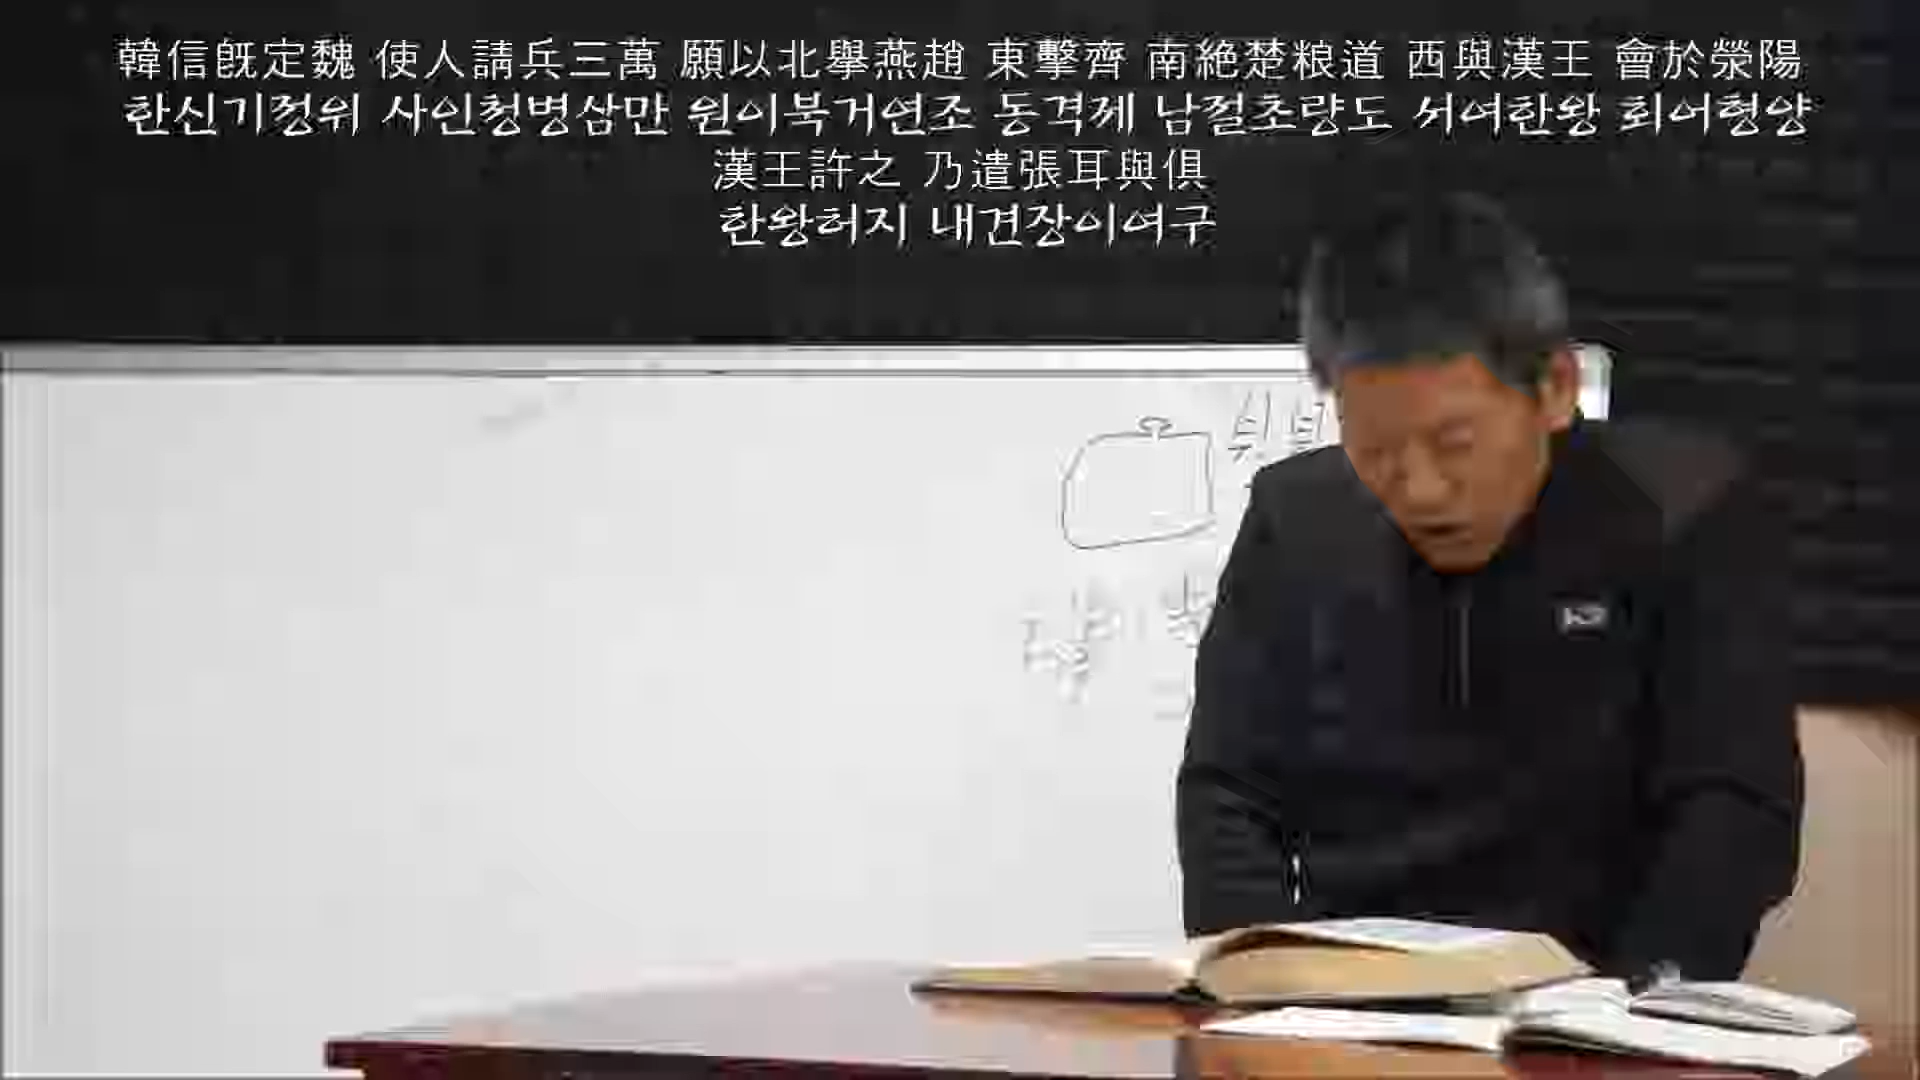 韓信旣定魏 使人請兵三萬 願以北擧燕趙 東擊齊 南絶楚粮道 西與漢王 會於滎陽
한신기정위 사인청병삼만 원이북거연조 동격제 남절초량도 서여한왕 회어형양
漢王許之 乃遣張耳與俱
한왕허지 내견장이여구